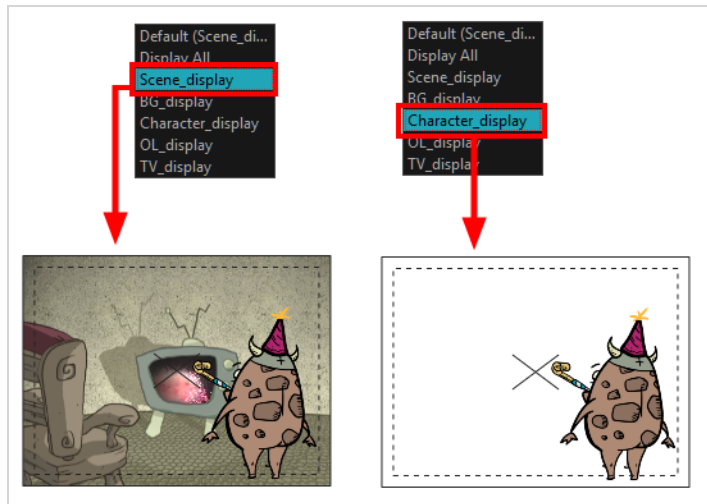 Default (Scene_di...
Display All
Scene_display
BG_display
Character_display
OL_display
TV_display
Default (Scene_di...
Display All
Scene_display
BG_display
Character_display
OL_display
TV_display